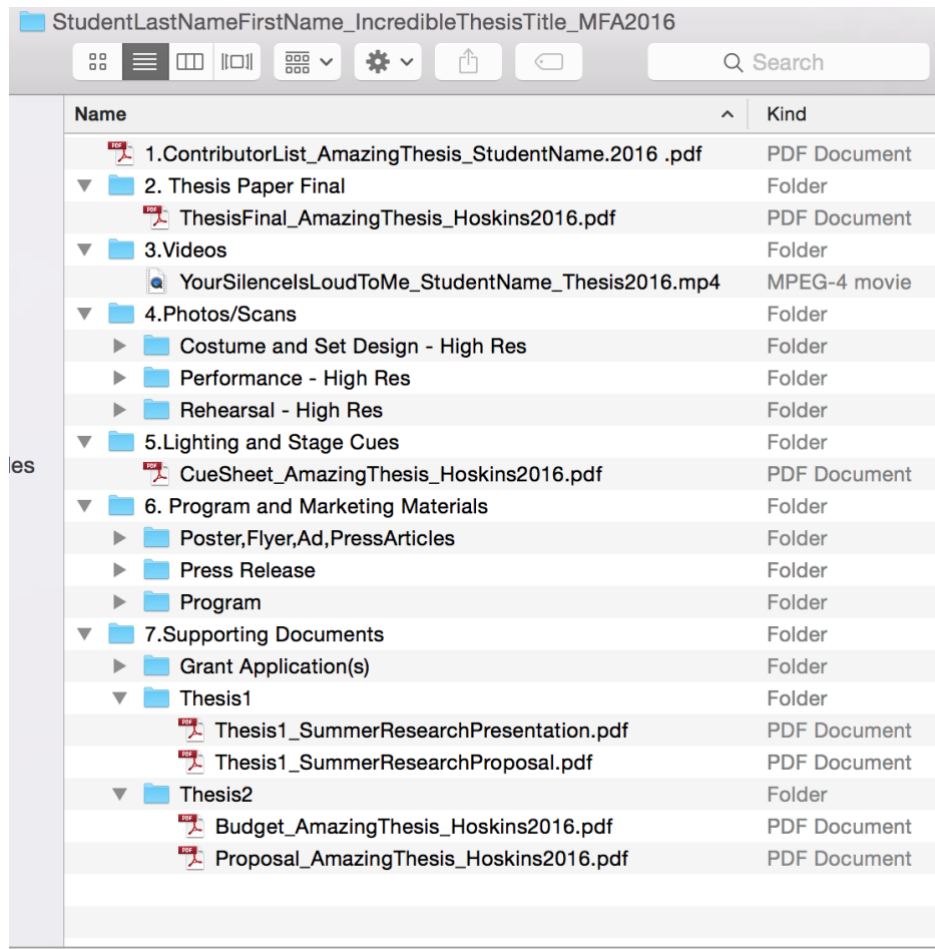 StudentLastNameFirstName_IncredibleThesisTitle_MFA2016
Search
Name Kind
1.ContributorList_AmazingThesis_StudentName.2016 .pdf PDF Document
2. Thesis Paper Final Folder
ThesisFinal_AmazingThesis_Hoskins2016.pdf PDF Document
3.Videos Folder
YourSilenceIsLoudToMe_StudentName_Thesis2016.mp4 MPEG-4 movie
4.Photos/Scans Folder
Costume and Set Design - High Res Folder
Performance - High Res Folder
Rehearsal - High Res Folder
5.Lighting and Stage Cues Folder
les CueSheet_AmazingThesis_Hoskins2016.pdf PDF Document
6. Program and Marketing Materials Folder
Poster,Flyer,Ad,PressArticles Folder
Press Release Folder
Program Folder
7.Supporting Documents Folder
Grant Application(s) Folder
Thesis1 Folder
Thesis1_SummerResearchPresentation.pdf PDF Document
Thesis1_SummerResearchProposal.pdf PDF Document
Thesis2 Folder
Budget_AmazingThesis_Hoskins2016.pdf PDF Document
Proposal_AmazingThesis_Hoskins2016.pdf PDF Document